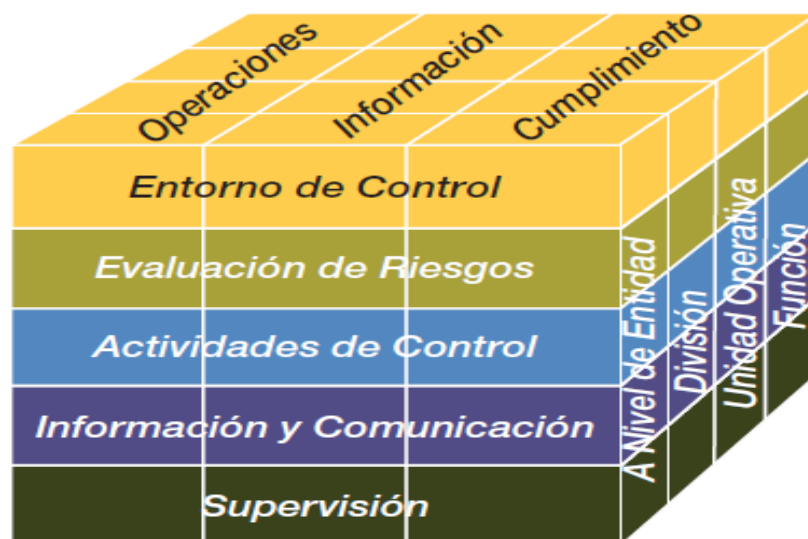 Operaciones
Información
Cumplimiento
Entorno de Control
Evaluación de Riesgos
Actividades de Control
Información y Comunicación
Supervisión
A Nivel de Entidad
División
Unidad Operativa
Función